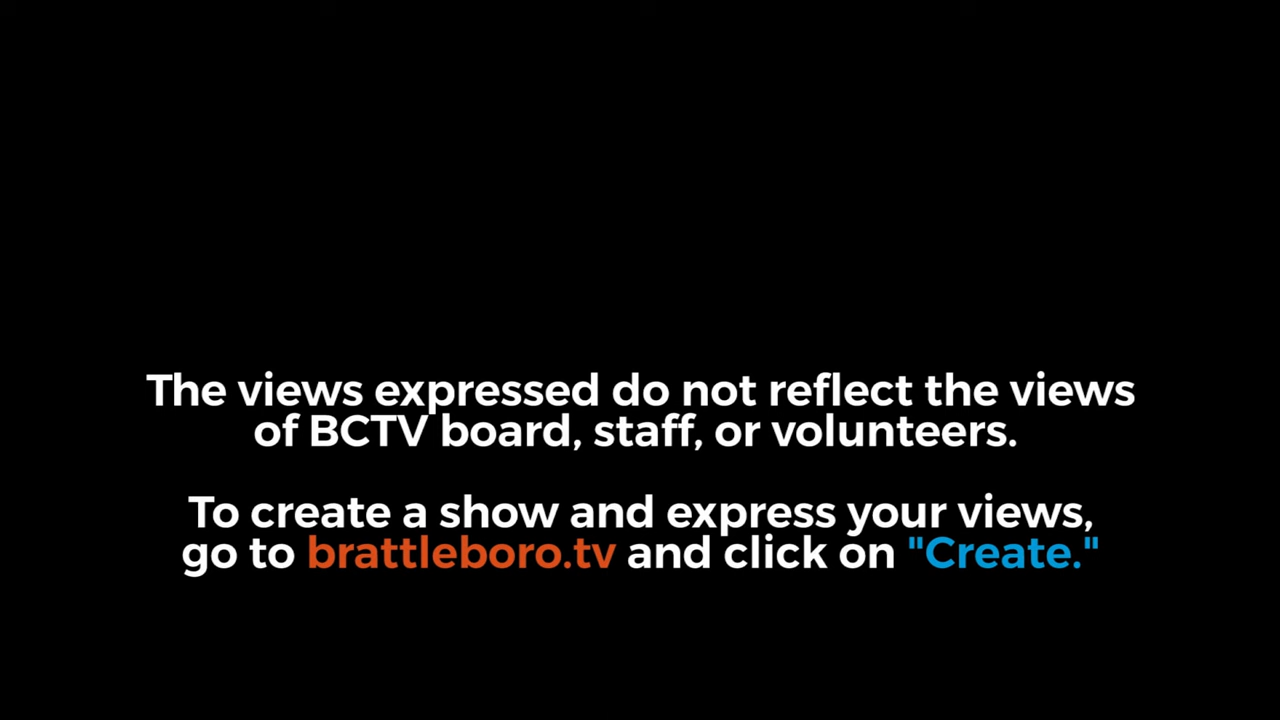 The views expressed do not reflect the views
of BCTV board, staff, or volunteers.
To create a show and express your views,
go to brattleboro.tv and click on "Create."